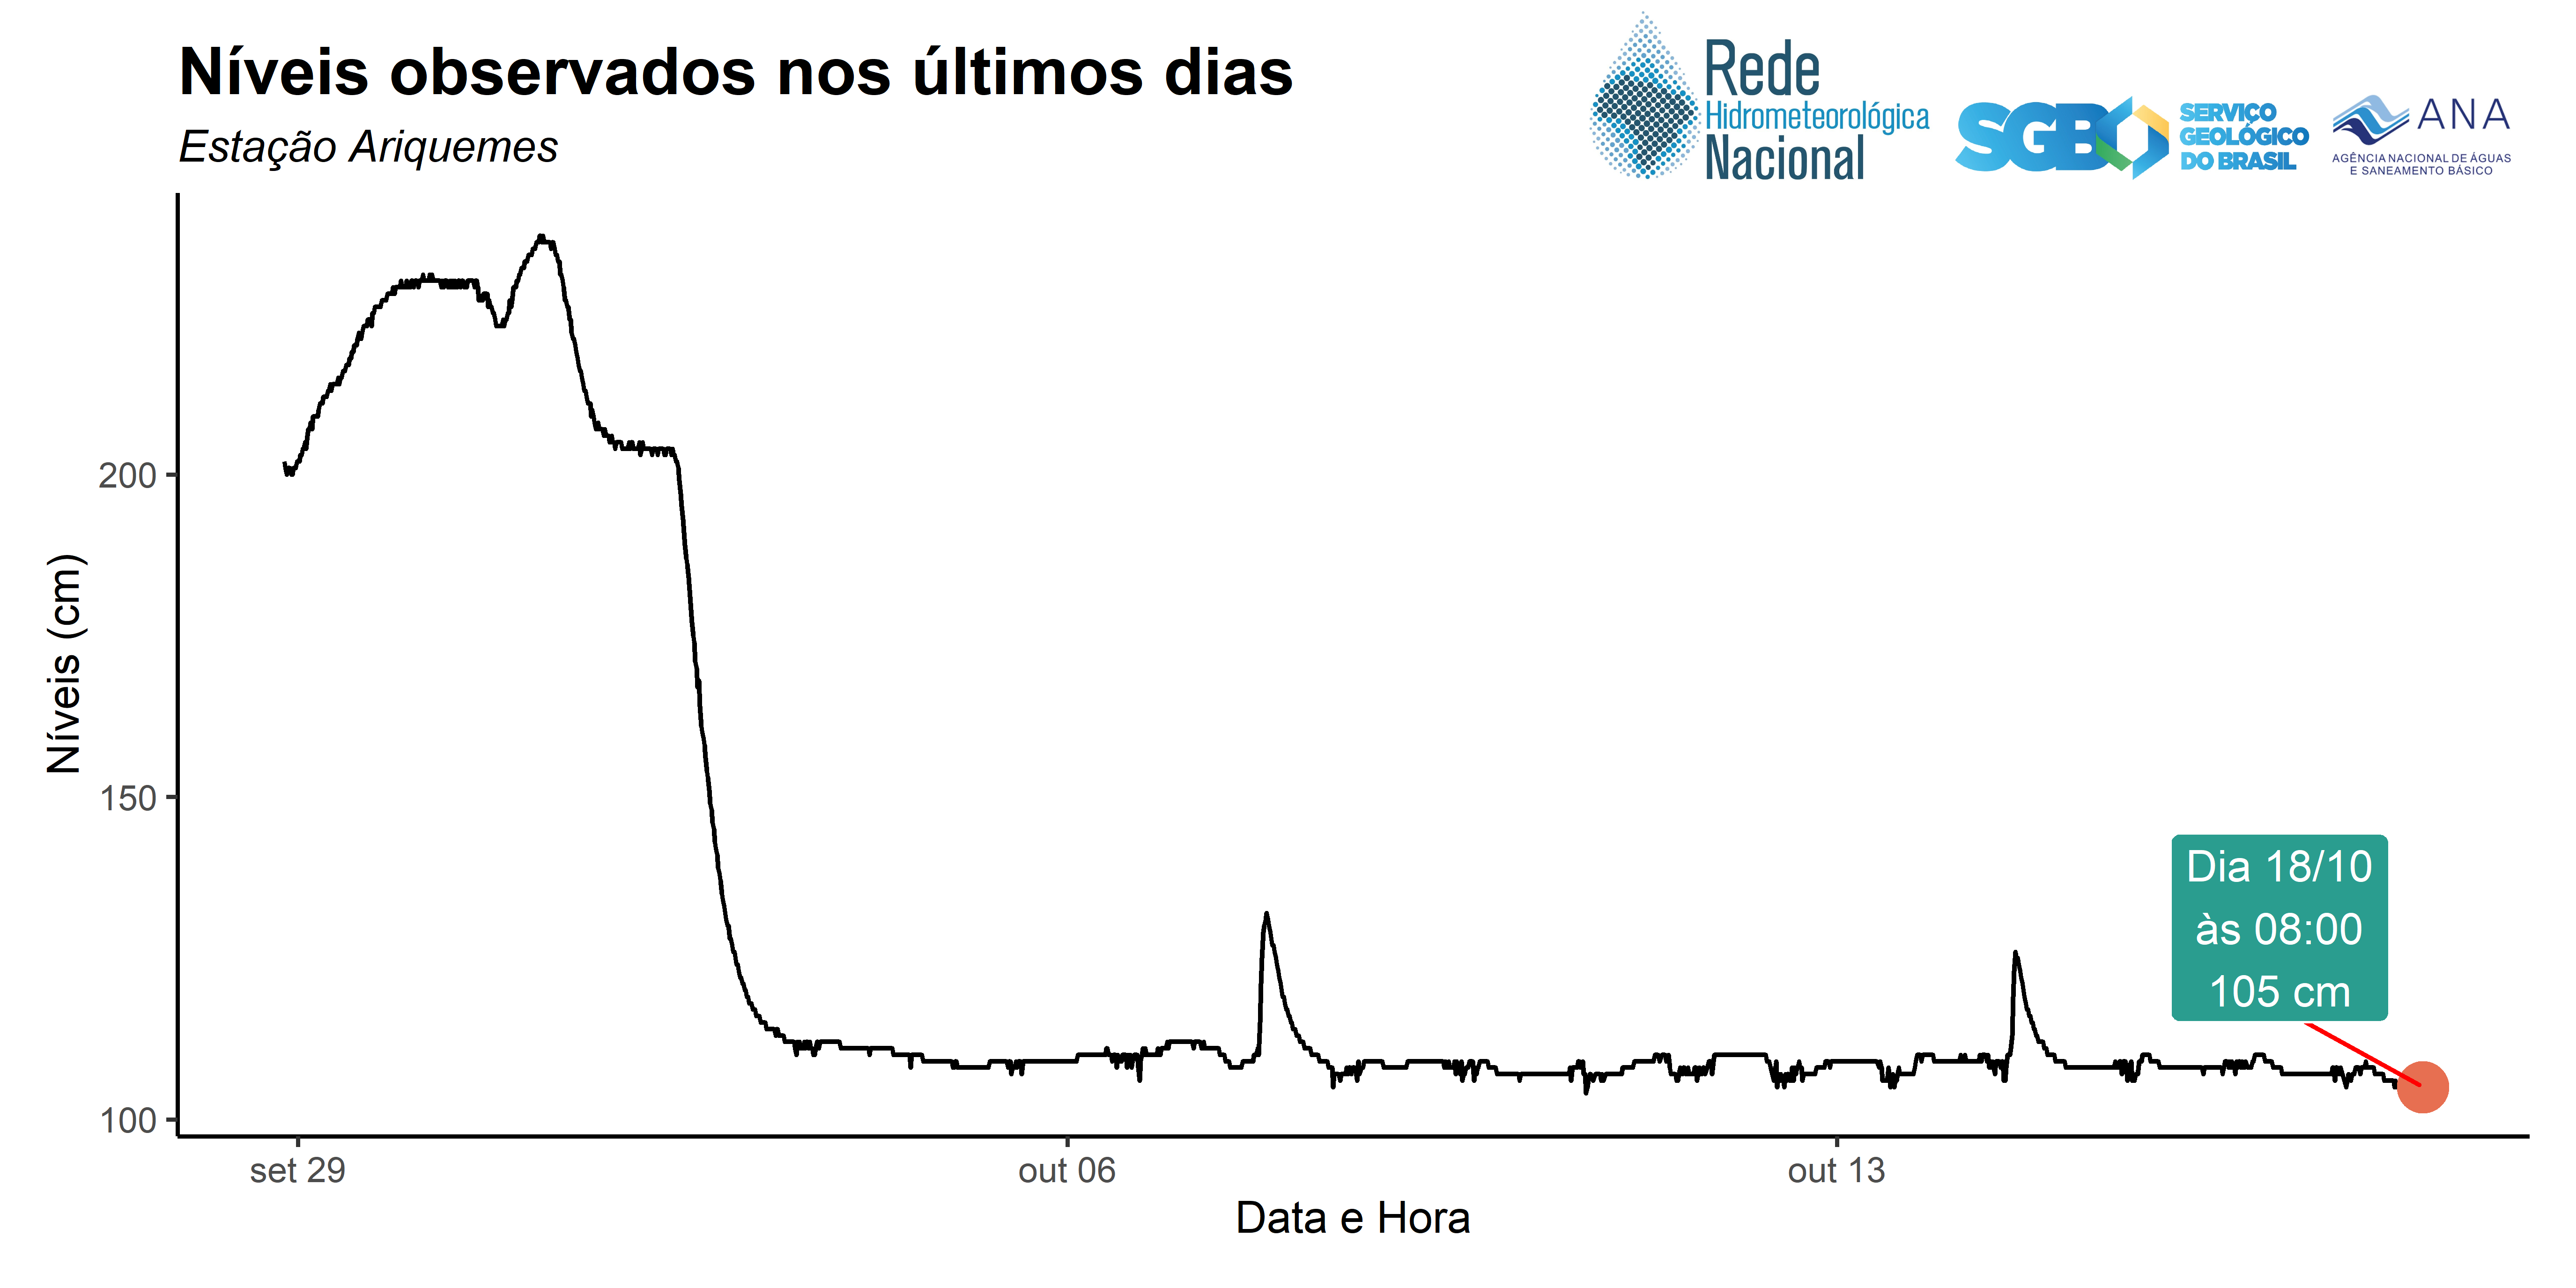 Níveis observados nos últimos dias
Estação Ariquemes
Rede
Hidrometeorológica
Nacional
SGB
SERVIÇO
GEOLÓGICO
DO BRASIL
ANA
AGÊNCIA NACIONAL DE ÁGUAS
E SANEAMENTO BÁSICO
Níveis (cm)
200
150
100
Dia 18/10
às 08:00
105 cm
set 29
out 06
out 13
Data e Hora